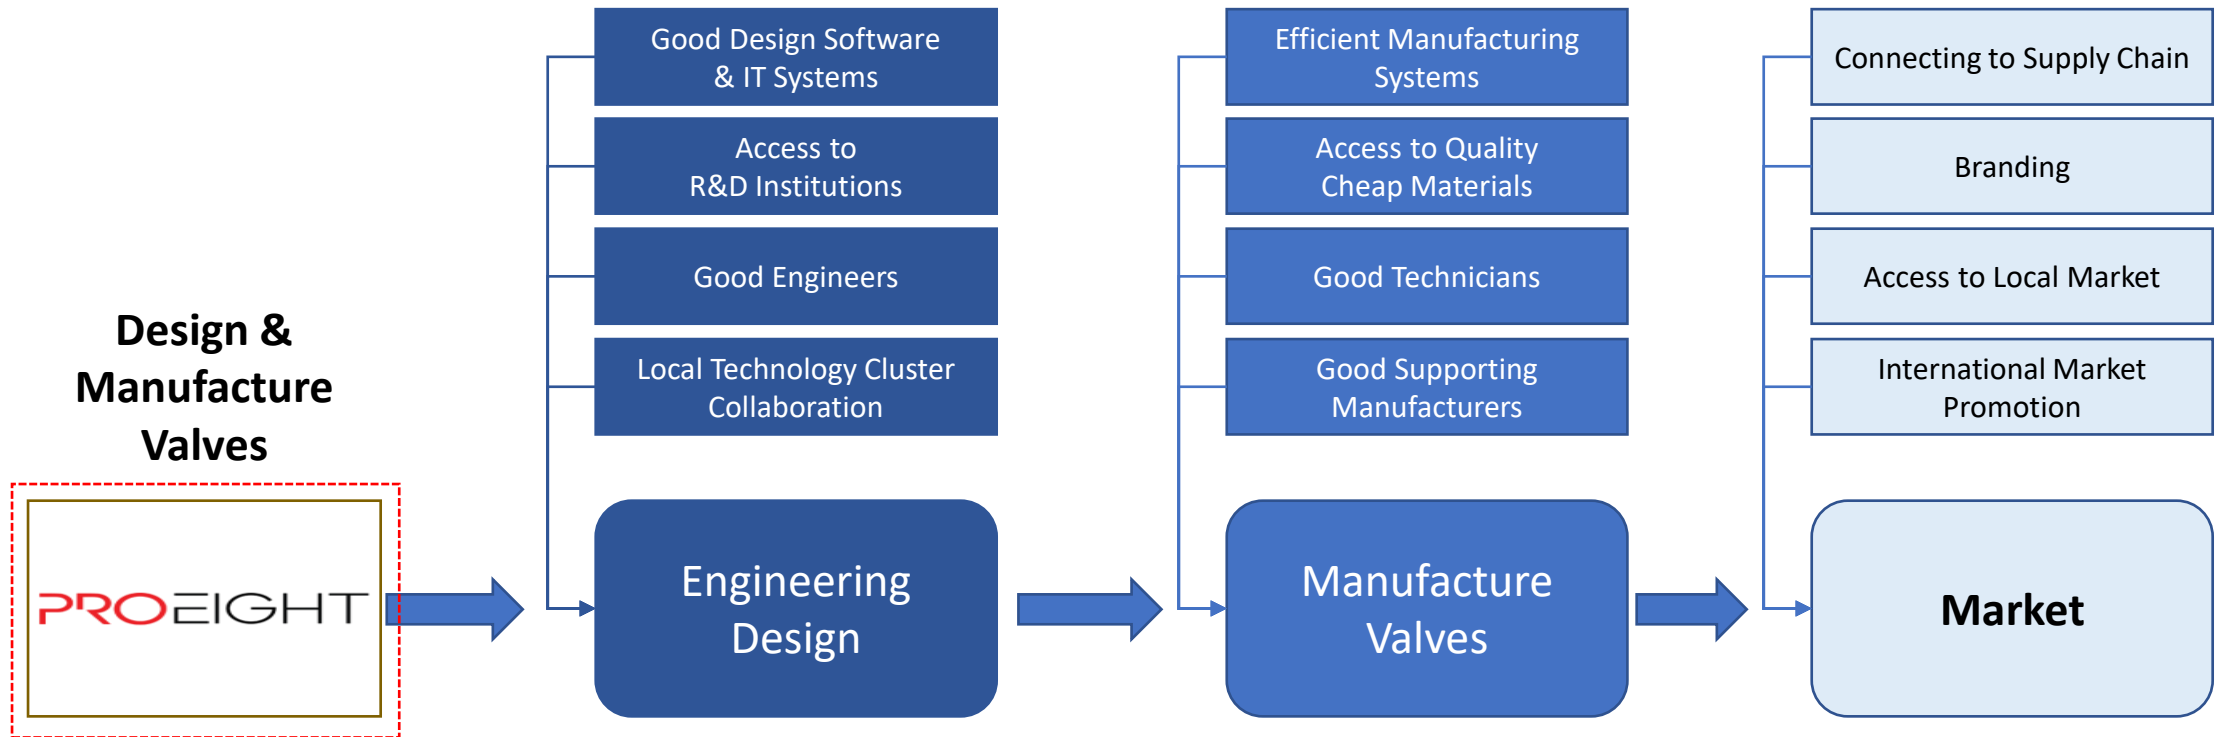 Design &
Manufacture
Valves
PROEIGHT
Good Design Software
& IT Systems
Access to
R&D Institutions
Good Engineers
Local Technology Cluster
Collaboration
Engineering
Design
Efficient Manufacturing
Systems
Access to Quality
Cheap Materials
Good Technicians
Good Supporting
Manufacturers
Manufacture
Valves
Connecting to Supply Chain
Branding
Access to Local Market
International Market
Promotion
Market